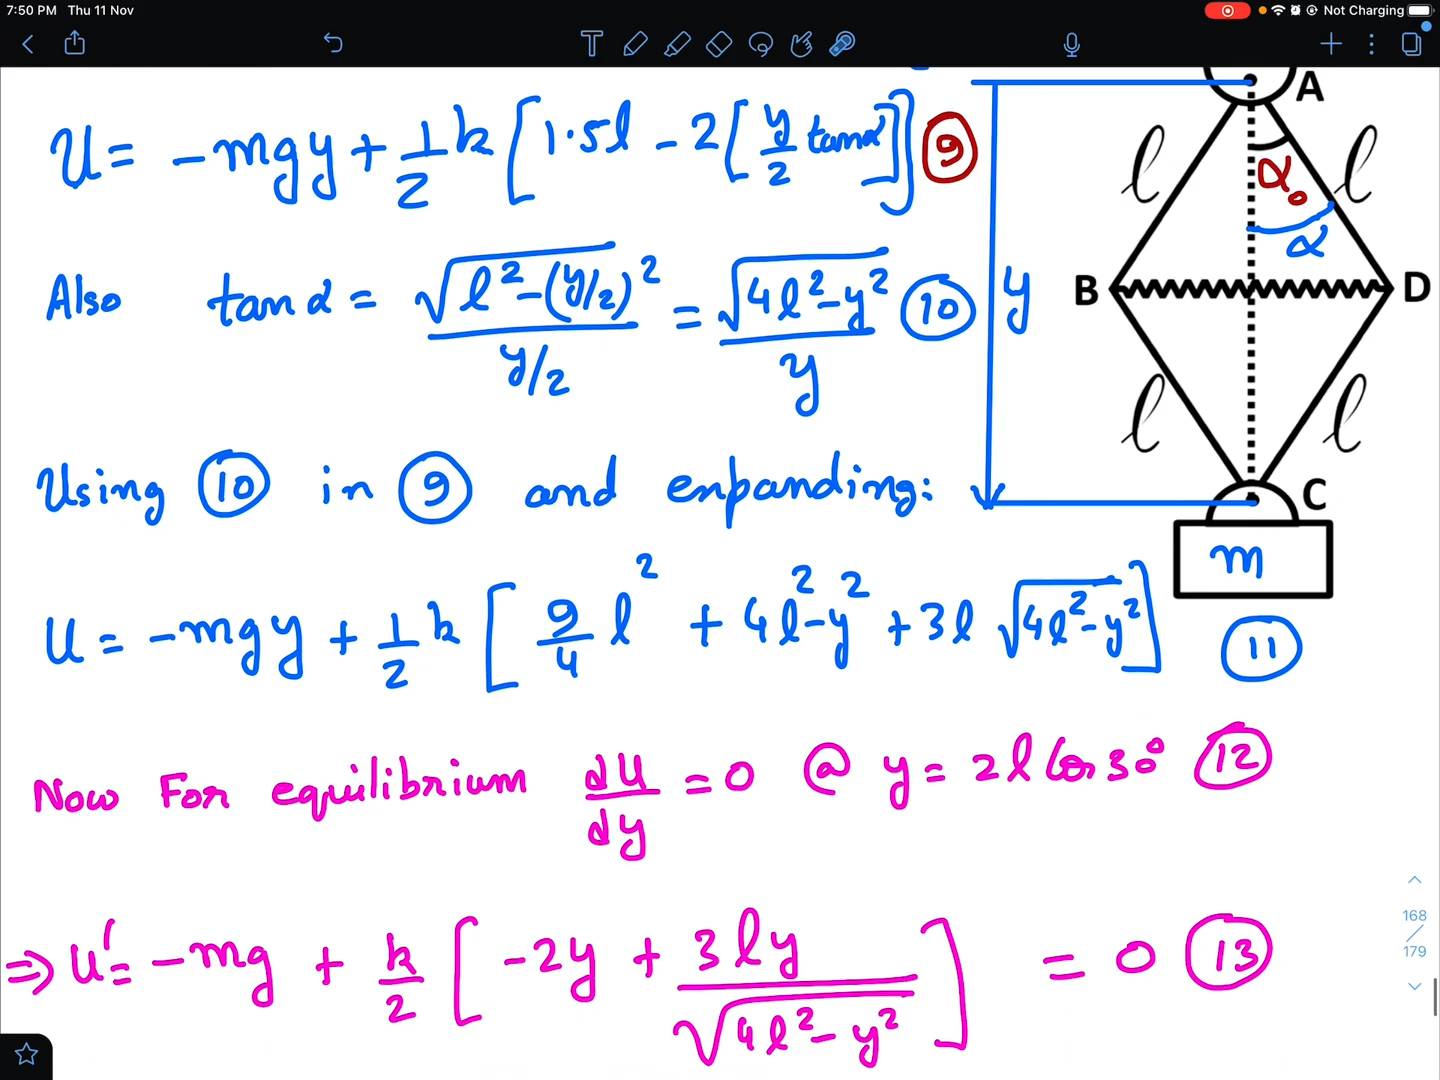 7:50 PM Thu 11 Nov
Not Charging
U = -mgy + 1/2 k [1.5l - 2[y/2 tanα]] 9
A
l
l
α₀
α
Also tanα = √(l² - (y/2)²) / (y/2) = √(4l² - y²) / y 10
y
B
D
l
l
Using 10 in 9 and expanding:
C
m
U = -mgy + 1/2 k [9/4 l² + 4l² - y² + 3l √(4l² - y²)] 11
Now For equilibrium dU/dy = 0 @ y = 2l Cos 30° 12
⇒ U' = -mg + k/2 [-2y + 3ly / √(4l² - y²)] = 0 13
168
/
179